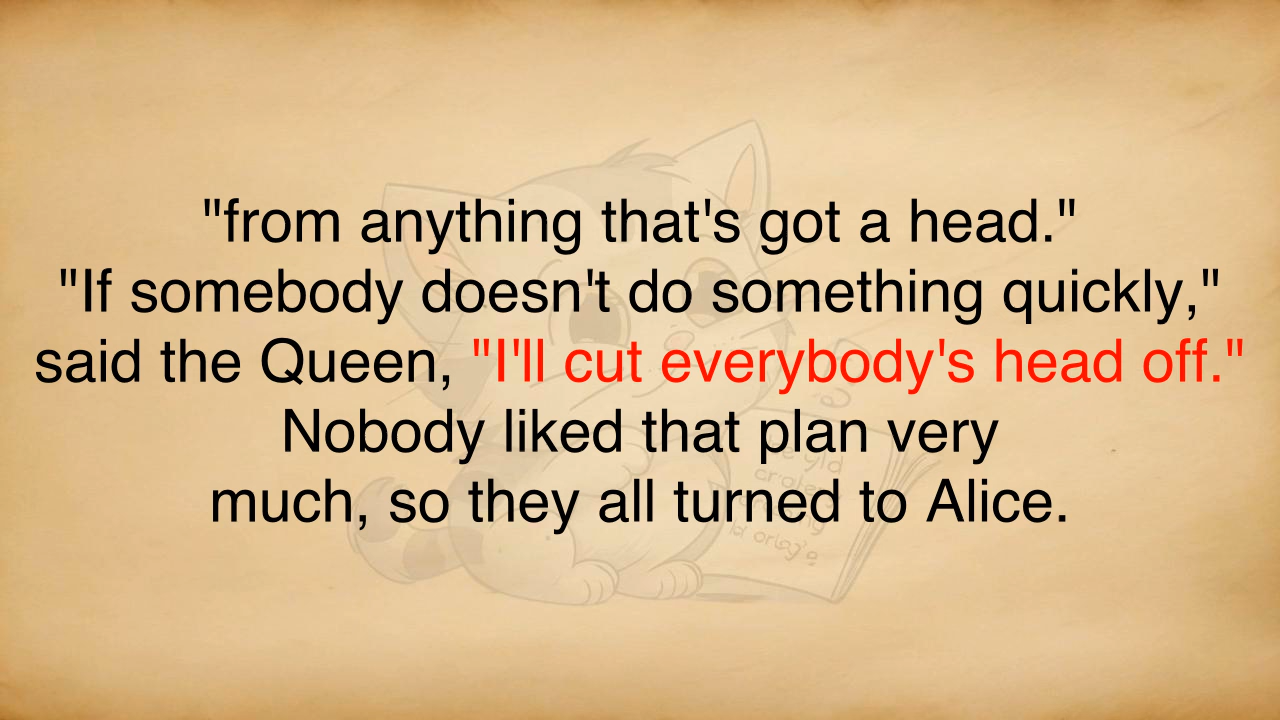 "from anything that's got a head."
"If somebody doesn't do something quickly,"
said the Queen, "I'll cut everybody's head off."
Nobody liked that plan very
much, so they all turned to Alice.